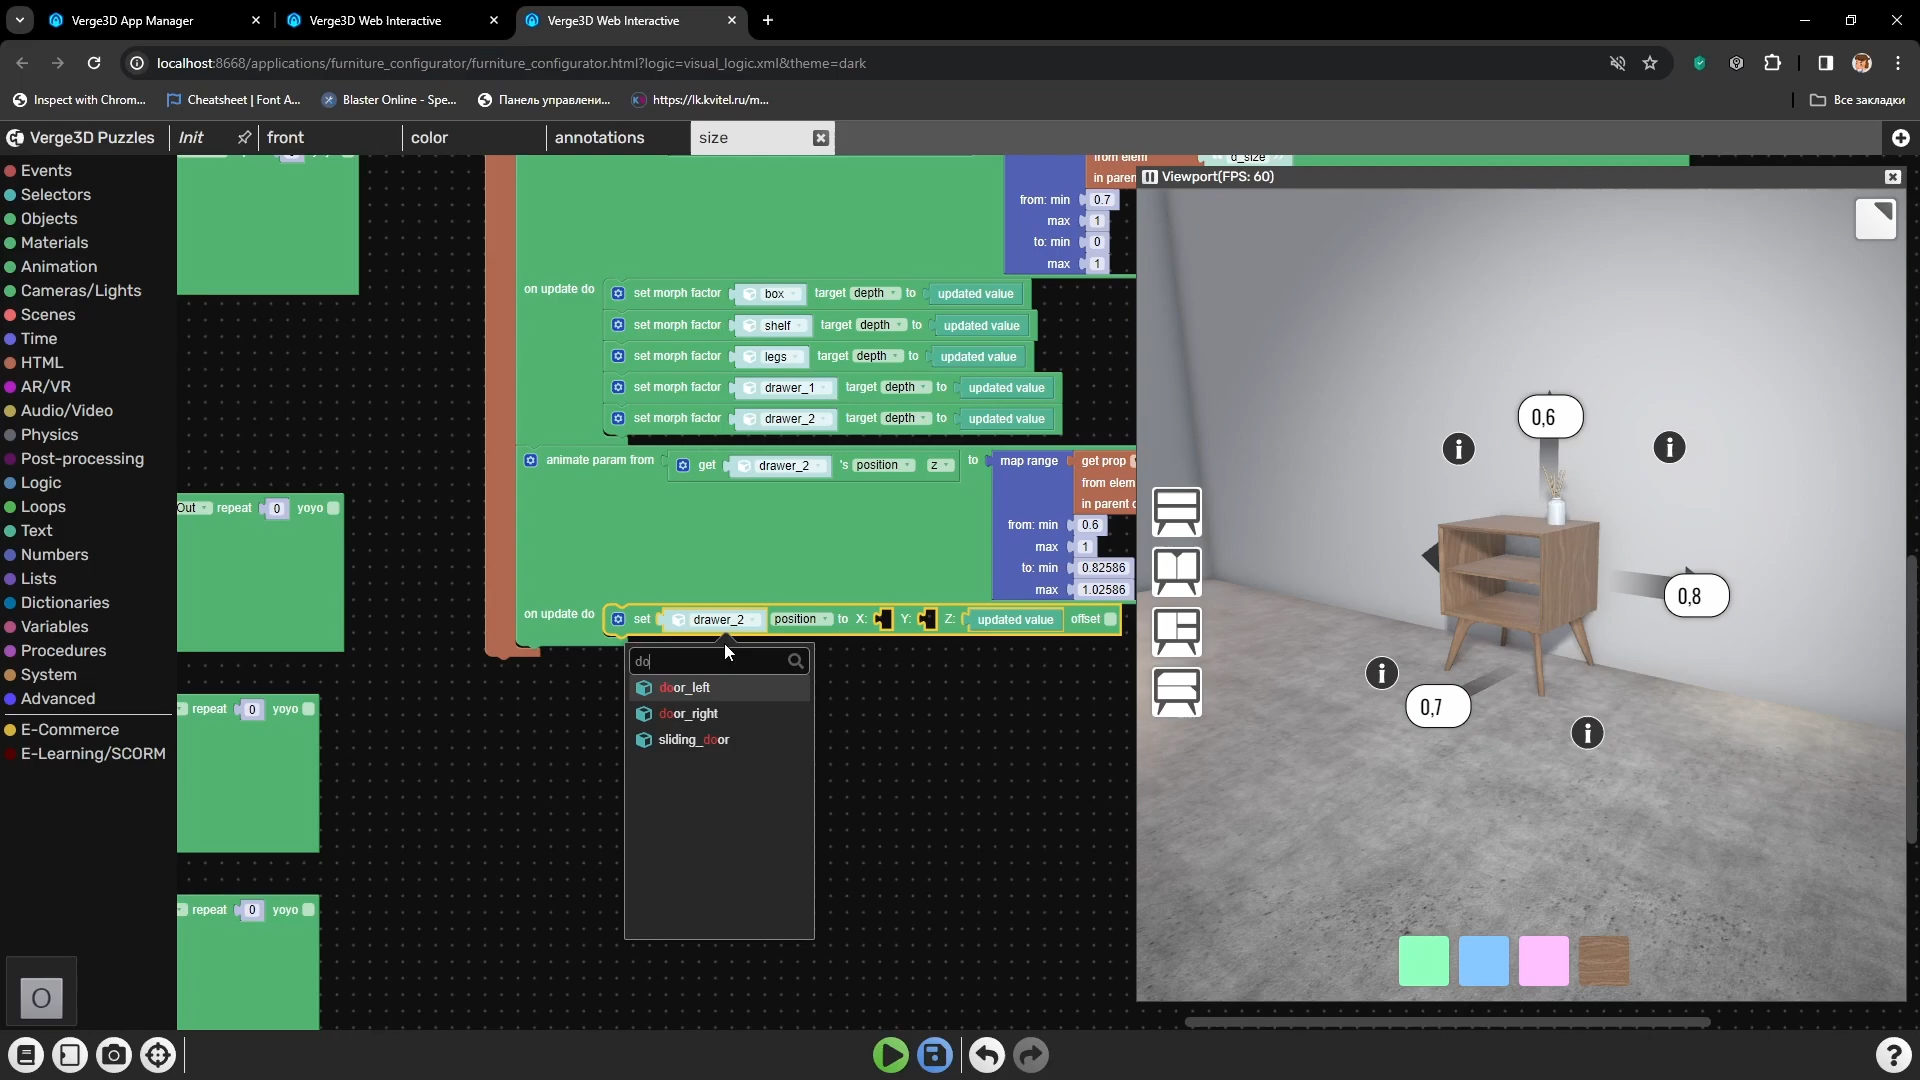 Verge3D App Manager
Verge3D Web Interactive
Verge3D Web Interactive
localhost:8668/applications/furniture_configurator/furniture_configurator.html?logic=visual_logic.xml&theme=dark
Inspect with Chrom...
Cheatsheet | Font A...
Blaster Online - Spe...
Панель управлени...
https://lk.kvitel.ru/m...
Все закладки
Verge3D Puzzles
Init
front
color
annotations
size
Events
Selectors
Objects
Materials
Animation
Cameras/Lights
Scenes
Time
HTML
AR/VR
Audio/Video
Physics
Post-processing
Logic
Loops
Text
Numbers
Lists
Dictionaries
Variables
Procedures
System
Advanced
E-Commerce
E-Learning/SCORM
from elem d_size
in paren
from: min 0.7
max 1
to: min 0
max 1
on update do
set morph factor box target depth to updated value
set morph factor shelf target depth to updated value
set morph factor legs target depth to updated value
set morph factor drawer_1 target depth to updated value
set morph factor drawer_2 target depth to updated value
animate param from get drawer_2 's position z to map range get prop
from elem
in parent
from: min 0.6
max 1
to: min 0.82586
max 1.02586
on update do set drawer_2 position to X: Y: Z: updated value offset
do
door_left
door_right
sliding_door
Out repeat 0 yoyo
repeat 0 yoyo
repeat 0 yoyo
Viewport(FPS: 60)
0,6
0,8
0,7
i
i
i
i
O
?